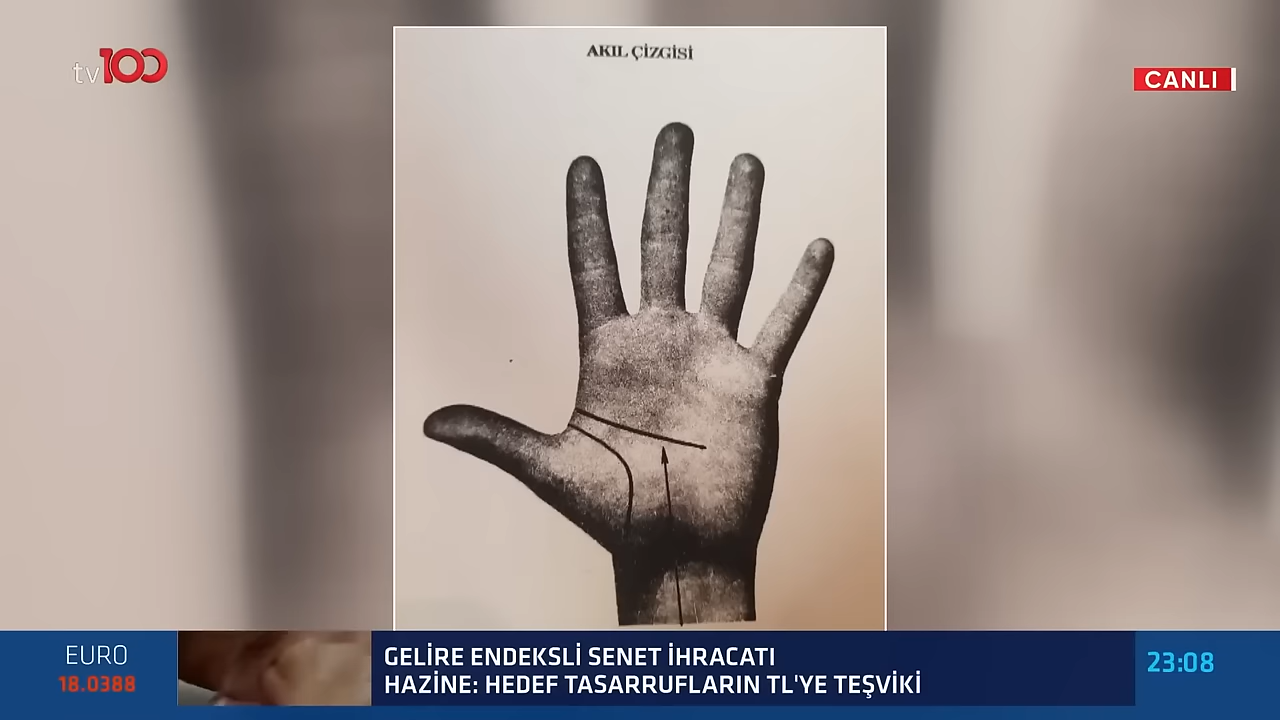 tv100
CANLI
AKIL ÇİZGİSİ
EURO
18.0388
GELİRE ENDEKSLİ SENET İHRACATI
HAZİNE: HEDEF TASARRUFLARIN TL'YE TEŞVİKİ
23:08